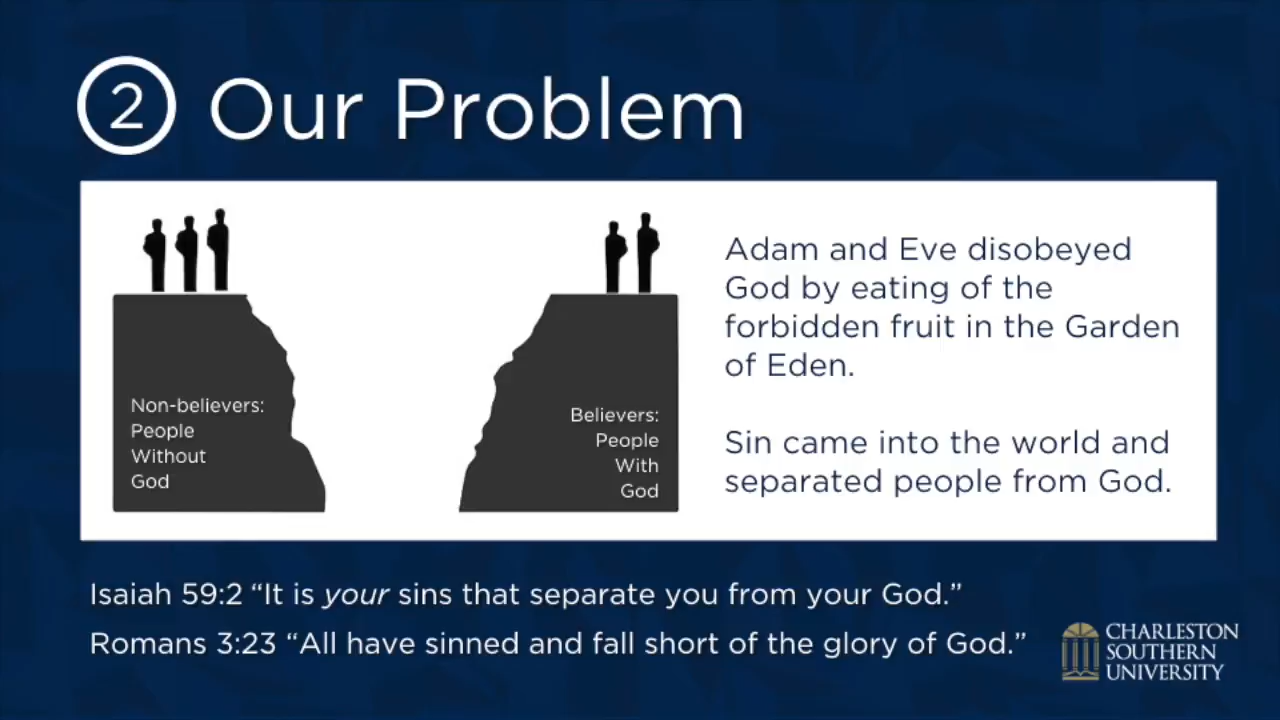 2 Our Problem
Non-believers:
People
Without
God
Believers:
People
With
God
Adam and Eve disobeyed
God by eating of the
forbidden fruit in the Garden
of Eden.
Sin came into the world and
separated people from God.
Isaiah 59:2 “It is your sins that separate you from your God.”
Romans 3:23 “All have sinned and fall short of the glory of God.”
CHARLESTON
SOUTHERN
UNIVERSITY